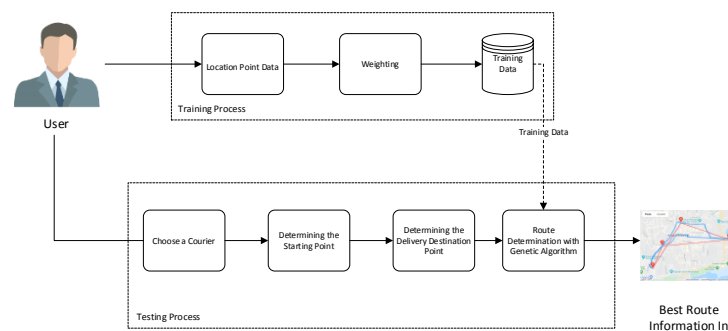 Location Point Data
Weighting
Training
Data
Training Process
User
Training Data
Choose a Courier
Determining the
Starting Point
Determining the
Delivery Destination
Point
Route
Determination with
Genetic Algorithm
Testing Process
Best Route
Information In